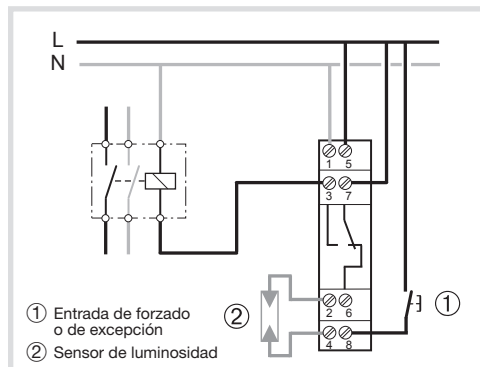 L
N
1 5
3 7
2 6
4 8
②
①
① Entrada de forzado
o de excepción
② Sensor de luminosidad